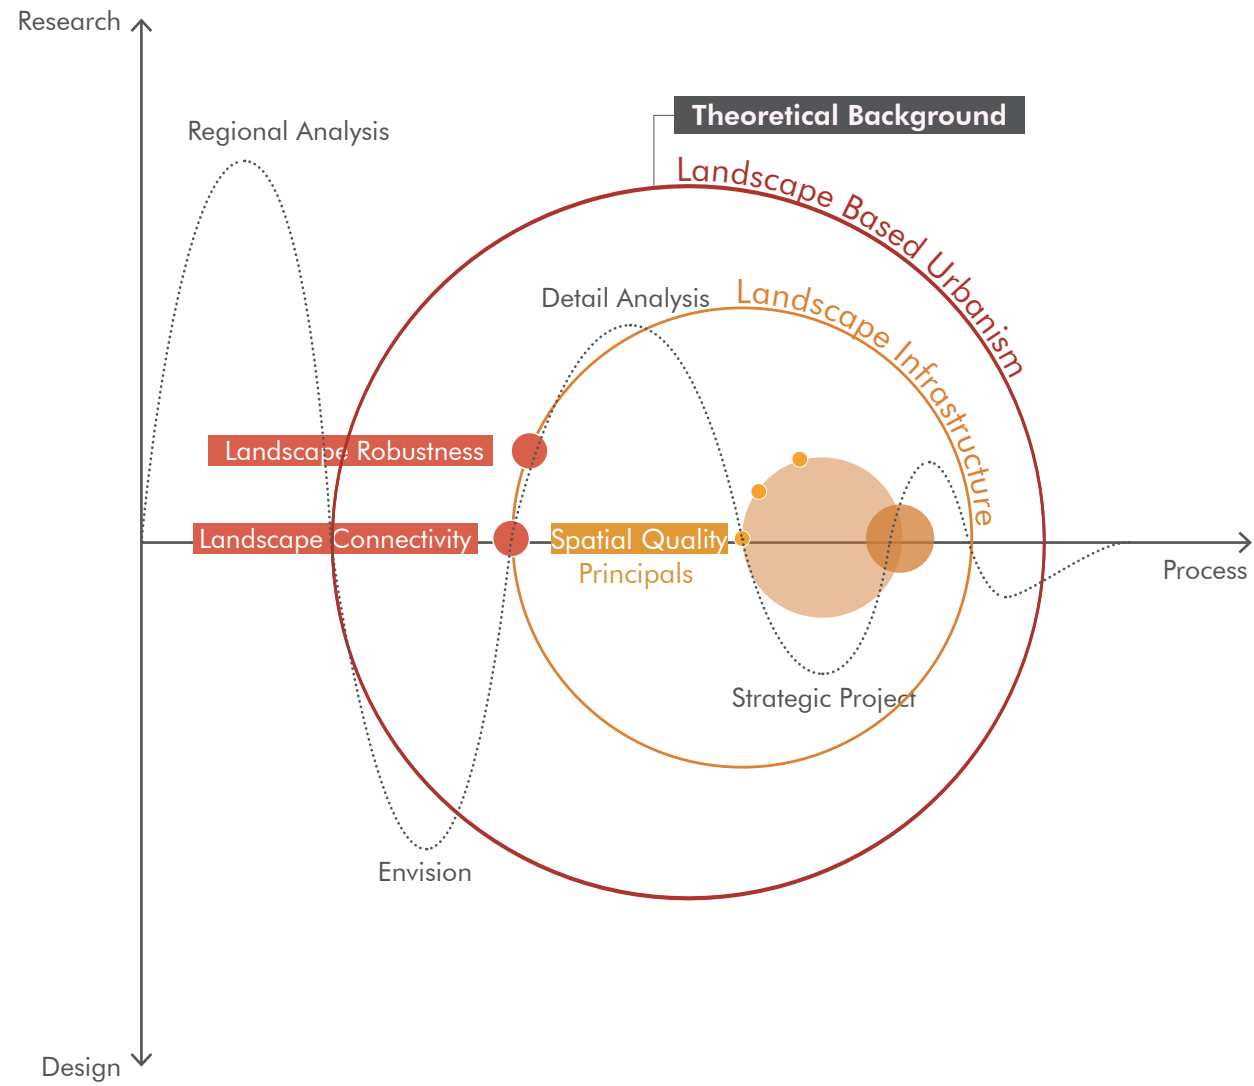 Research
Regional Analysis
Theoretical Background
Landscape Based Urbanism
Detail Analysis
Landscape Infrastructure
Landscape Robustness
Landscape Connectivity
Spatial Quality
Principals
Process
Strategic Project
Envision
Design